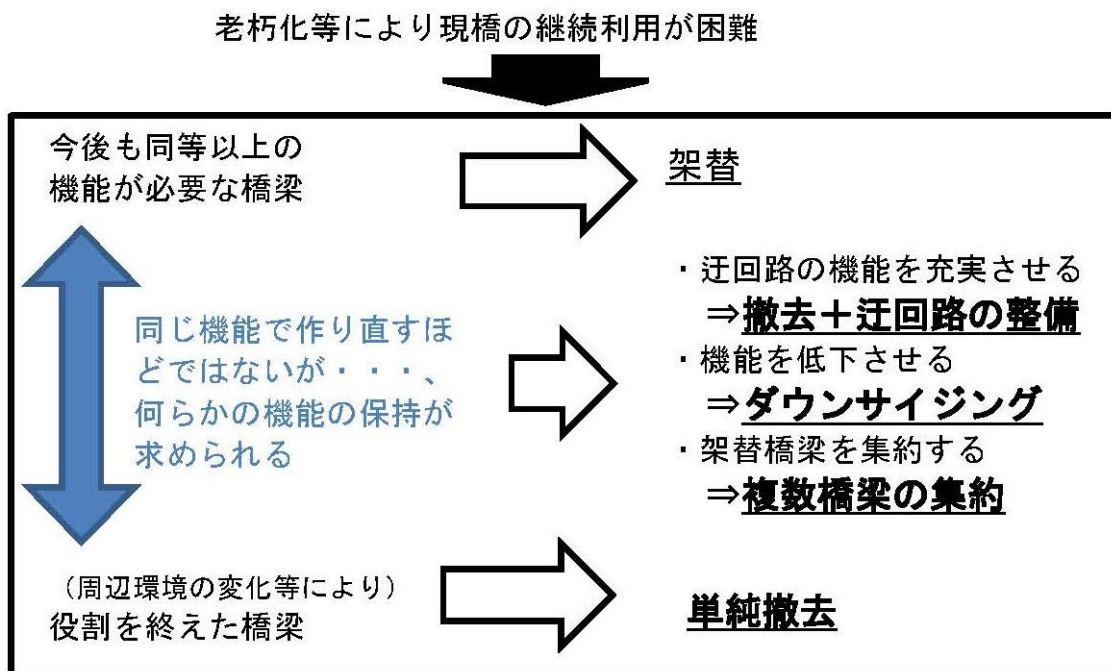 老朽化等により現橋の継続利用が困難
今後も同等以上の
機能が必要な橋梁
架替
同じ機能で作り直すほ
どではないが・・・、
何らかの機能の保持が
求められる
・迂回路の機能を充実させる
⇒撤去＋迂回路の整備
・機能を低下させる
⇒ダウンサイジング
・架替橋梁を集約する
⇒複数橋梁の集約
（周辺環境の変化等により）
役割を終えた橋梁
単純撤去